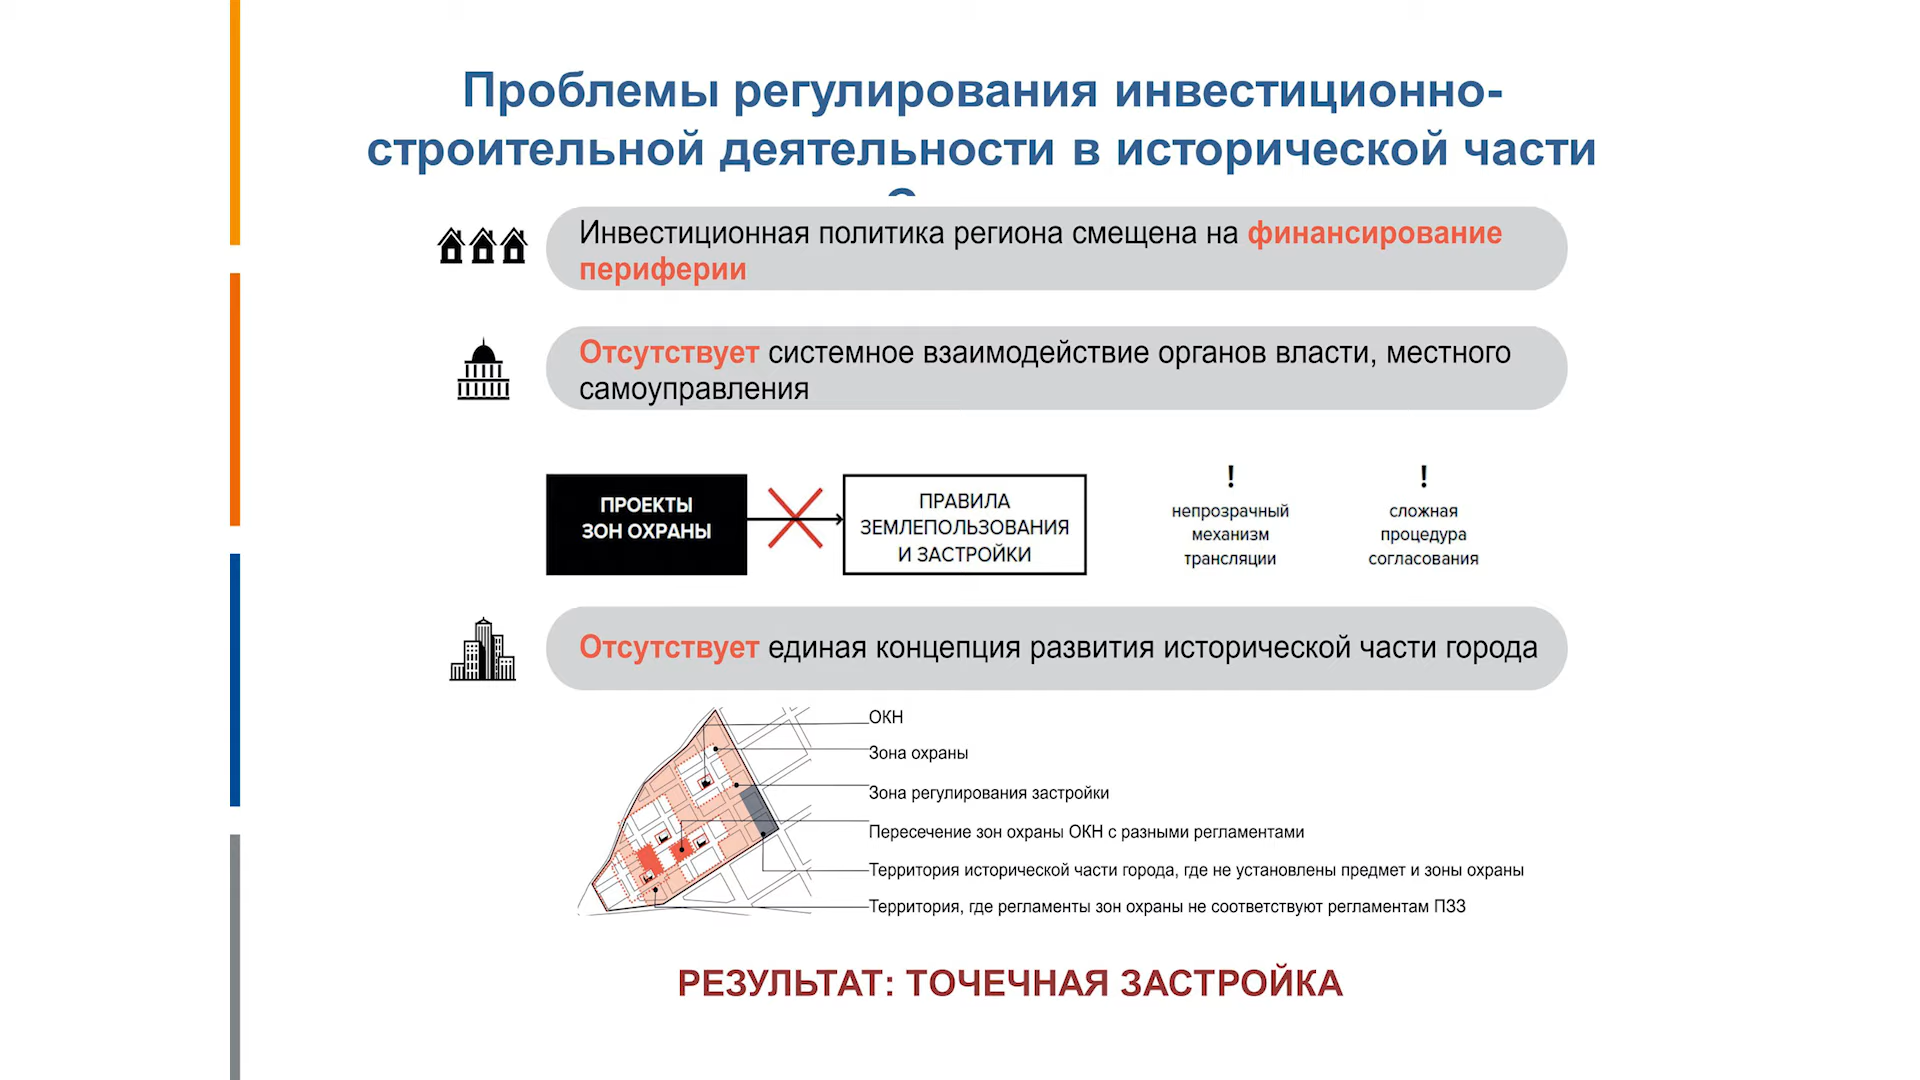 Проблемы регулирования инвестиционно-
строительной деятельности в исторической части
Инвестиционная политика региона смещена на финансирование
периферии
Отсутствует системное взаимодействие органов власти, местного
самоуправления
ПРОЕКТЫ
ЗОН ОХРАНЫ
ПРАВИЛА
ЗЕМЛЕПОЛЬЗОВАНИЯ
И ЗАСТРОЙКИ
!
непрозрачный
механизм
трансляции
!
сложная
процедура
согласования
Отсутствует единая концепция развития исторической части города
ОКН
Зона охраны
Зона регулирования застройки
Пересечение зон охраны ОКН с разными регламентами
Территория исторической части города, где не установлены предмет и зоны охраны
Территория, где регламенты зон охраны не соответствуют регламентам ПЗЗ
РЕЗУЛЬТАТ: ТОЧЕЧНАЯ ЗАСТРОЙКА